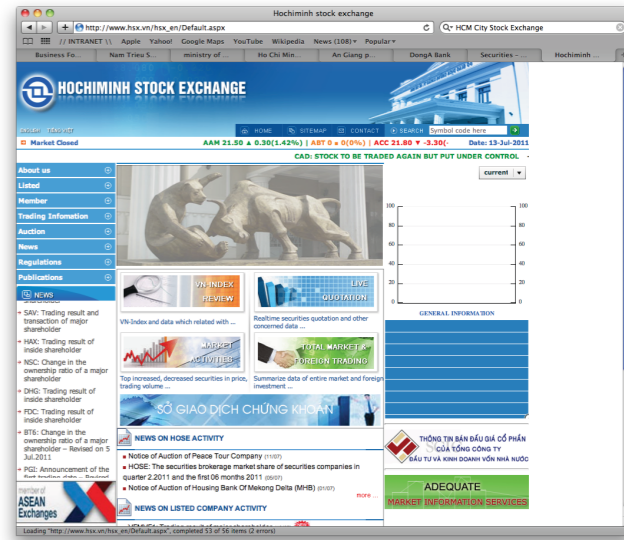 Hochiminh stock exchange
http://www.hsx.vn/hsx_en/Default.aspx
HCM City Stock Exchange
// INTRANET \\ Apple Yahoo! Google Maps YouTube Wikipedia News (108) Popular
Business Fo... Nam Trieu S... ministry of ... Ho Chi Min... An Giang p... DongA Bank Securities - ... Hochiminh ...
HOCHIMINH STOCK EXCHANGE
ENGLISH TIENG VIET
HOME SITEMAP CONTACT SEARCH Symbol code here
Market Closed
AAM 21.50 ▲ 0.30(1.42%) | ABT 0 ■ 0(0%) | ACC 21.80 ▼ -3.30(-
Date: 13-Jul-2011
CAD: STOCK TO BE TRADED AGAIN BUT PUT UNDER CONTROL -
About us
Listed
Member
Trading Infomation
Auction
News
Regulations
Publications
NEWS
shareholder
SAV: Trading result and
transaction of major
shareholder
HAX: Trading result of
inside shareholder
NSC: Change in the
ownership ratio of a major
shareholder
DHG: Trading result of
inside shareholder
FDC: Trading result of
inside shareholder
BT6: Change in the
ownership ratio of a major
shareholder - Revised on 5
Jul.2011
PGI: Announcement of the
first trading date - Revised
member of
ASEAN
Exchanges
VN-INDEX
REVIEW
VN-Index and data which related with ...
LIVE
QUOTATION
Realtime securities quotation and other
concerned data ...
MARKET
ACTIVITIES
Top increased, decreased securities in price,
trading volume ...
TOTAL MARKET &
FOREIGN TRADING
Summarize data of entire market and foreign
investment ...
SỞ GIAO DỊCH CHỨNG KHOÁN
NEWS ON HOSE ACTIVITY
Notice of Auction of Peace Tour Company (11/07)
HOSE: The securities brokerage market share of securities companies in
quarter 2.2011 and the first 06 months 2011 (06/07)
Notice of Auction of Housing Bank Of Mekong Delta (MHB) (01/07)
more ...
NEWS ON LISTED COMPANY ACTIVITY
current
100 100
80 80
60 60
40 40
20 20
0 0
GENERAL INFORMATION
THÔNG TIN BÁN ĐẤU GIÁ CỔ PHẦN
CỦA TỔNG CÔNG TY
ĐẦU TƯ VÀ KINH DOANH VỐN NHÀ NƯỚC
ADEQUATE
MARKET INFORMATION SERVICES
Loading "http://www.hsx.vn/hsx_en/Default.aspx", completed 53 of 56 items (2 errors)